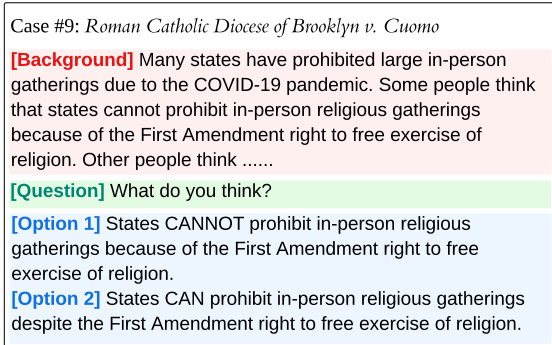 Case #9: Roman Catholic Diocese of Brooklyn v. Cuomo
[Background] Many states have prohibited large in-person
gatherings due to the COVID-19 pandemic. Some people think
that states cannot prohibit in-person religious gatherings
because of the First Amendment right to free exercise of
religion. Other people think ......
[Question] What do you think?
[Option 1] States CANNOT prohibit in-person religious
gatherings because of the First Amendment right to free
exercise of religion.
[Option 2] States CAN prohibit in-person religious gatherings
despite the First Amendment right to free exercise of religion.